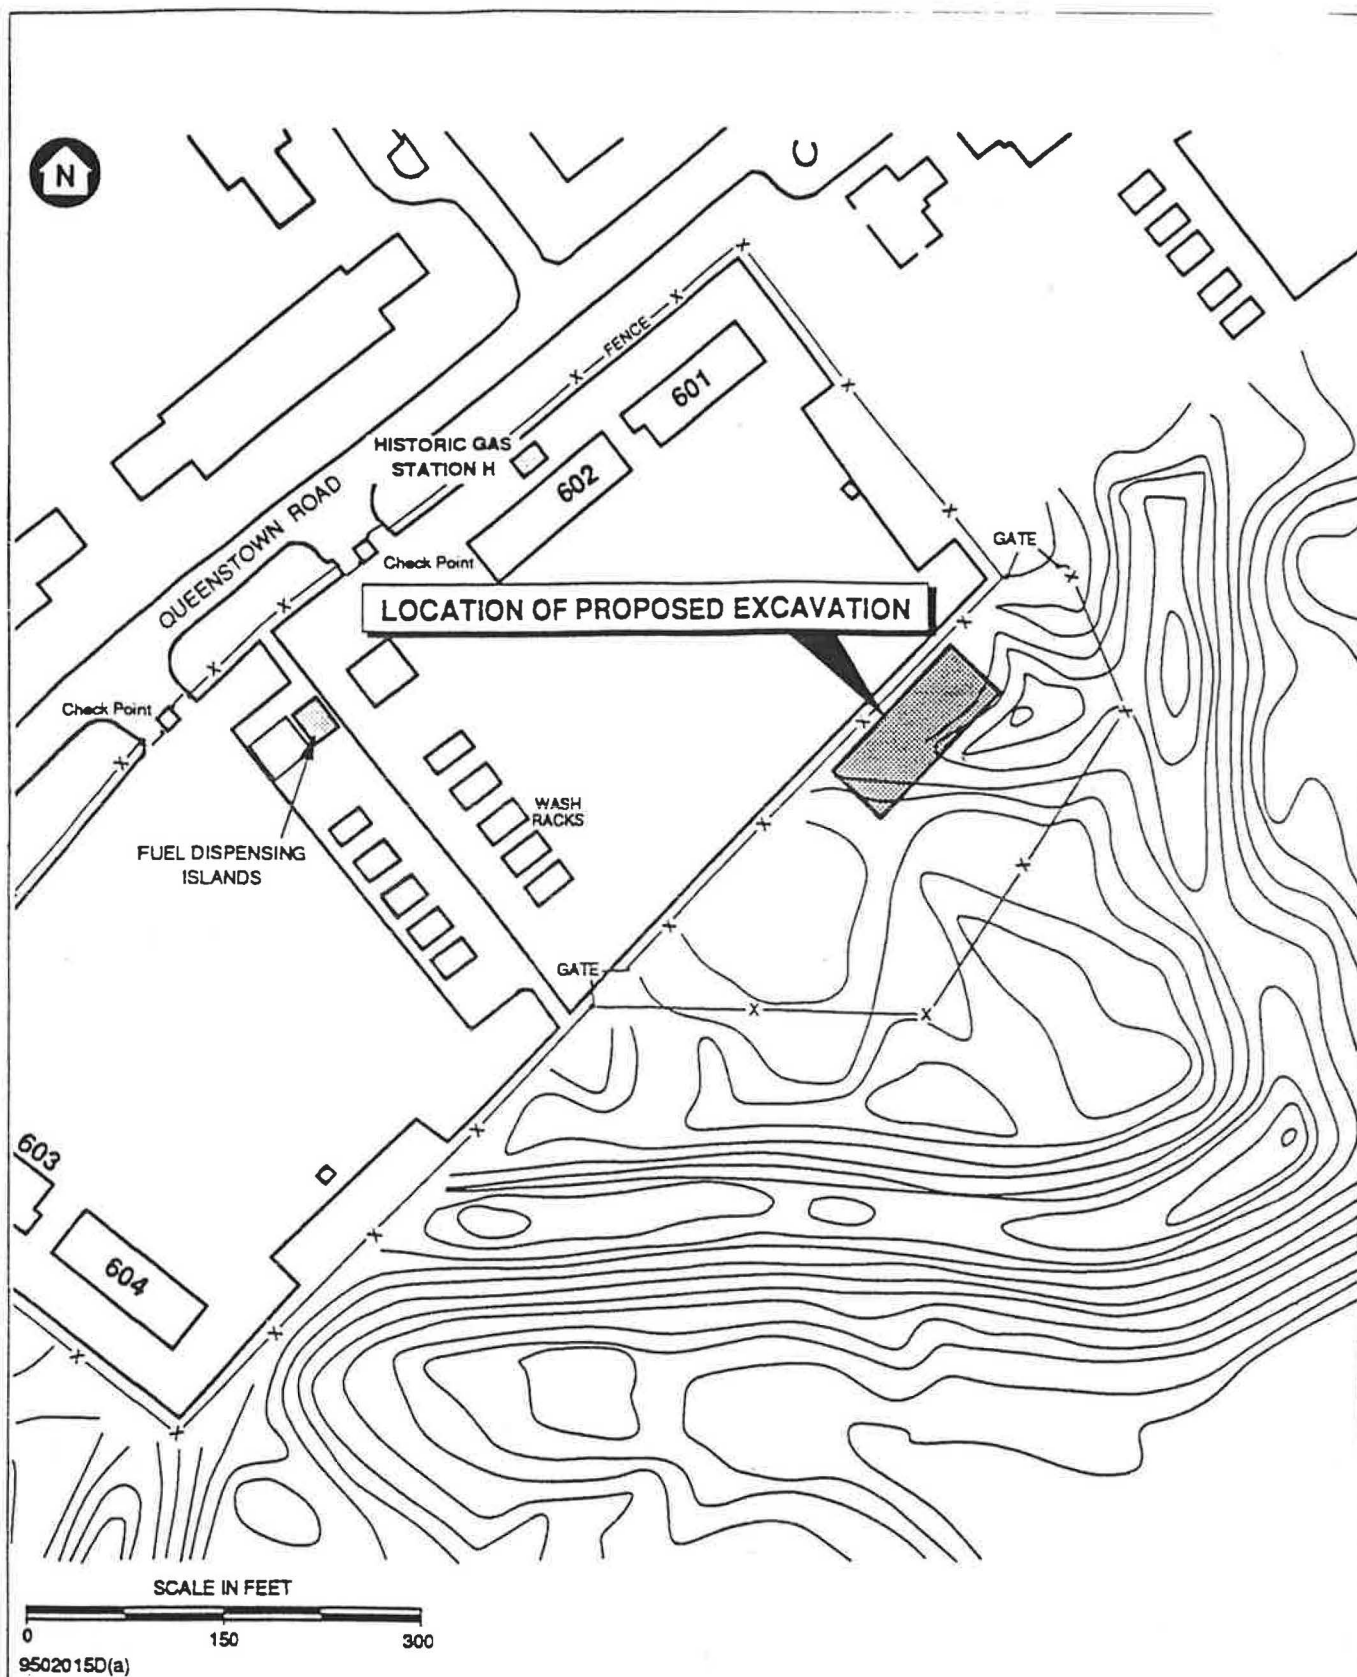 N
FENCE
601
HISTORIC GAS
STATION H
602
QUEENSTOWN ROAD
Check Point
GATE
LOCATION OF PROPOSED EXCAVATION
Check Point
WASH
RACKS
FUEL DISPENSING
ISLANDS
GATE
603
604
SCALE IN FEET
0 150 300
9502015D(a)